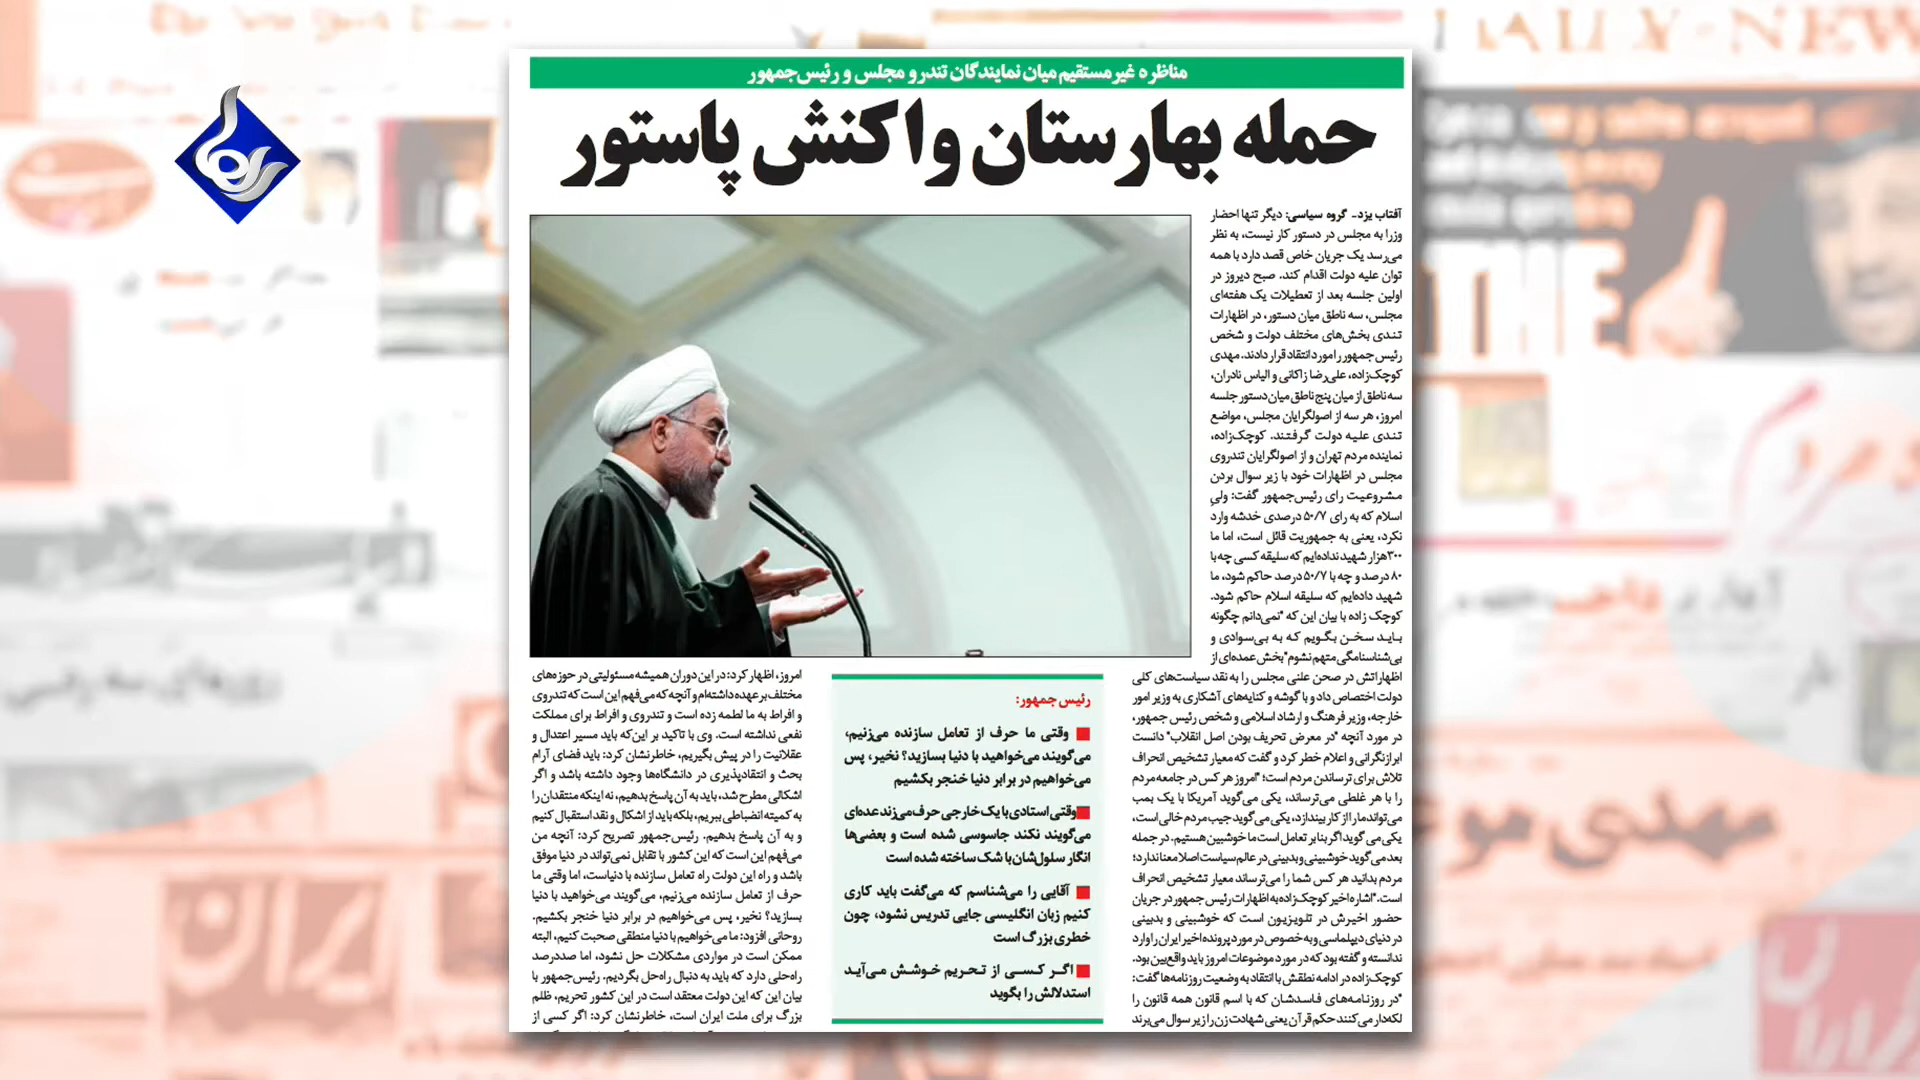 مناظره غیرمستقیم میان نمایندگان تندرو مجلس و رئیس‌جمهور
حمله بهارستان واکنش پاستور
آفتاب یزد- گروه سیاسی: دیگر تنها احضار
وزرا به مجلس در دستور کار نیست، به نظر
می‌رسد یک جریان خاص قصد دارد با همه
توان علیه دولت اقدام کند. صبح دیروز در
اولین جلسه بعد از تعطیلات یک هفته‌ای
مجلس، سه ناطق میان دستور، در اظهارات
تندی بخش‌های مختلف دولت و شخص
رئیس‌جمهور را مورد انتقاد قرار دادند. مهدی
کوچک‌زاده، علی‌رضا زاکانی و الیاس نادران،
سه ناطق از میان پنج ناطق میان‌دستور جلسه
امروز، هر سه از اصولگرایان مجلس، مواضع
تندی علیه دولت گرفتند. کوچک‌زاده،
نماینده مردم تهران و از اصولگرایان تندروی
مجلس در اظهارات خود با زیر سوال بردن
مشروعیت رای رئیس‌جمهور گفت: ولیِ
اسلام که به رای ۵۰/۷ درصدی خدشه وارد
نکرد، یعنی به جمهوریت قائل است، اما ما
۳۰۰هزار شهید نداده‌ایم که سلیقه کسی چه با
۸۰ درصد و چه با ۵۰/۷ درصد حاکم شود، ما
شهید داده‌ایم که سلیقه اسلام حاکم شود.
کوچک زاده با بیان این که "نمی‌دانم چگونه
باید سخن بگویم که به بی‌سوادی و
بی‌شناسنامگی متهم نشوم" بخش عمده‌ای از
اظهاراتش در صحن علنی مجلس را به نقد سیاست‌های کلی
دولت اختصاص داد و با گوشه و کنایه‌های آشکاری به وزیر امور
خارجه، وزیر فرهنگ و ارشاد اسلامی و شخص رئیس جمهور،
در مورد آنچه "در معرض تحریف بودن اصل انقلاب" دانست
ابراز نگرانی و اعلام خطر کرد و گفت که معیار تشخیص انحراف
تلاش برای ترساندن مردم است؛ "امروز هر کس در جامعه مردم
را با هر غلطی می‌ترساند، یکی می‌گوید آمریکا با یک بمب
می‌تواند ما را از کار بیندازد، یکی می‌گوید جیب مردم خالی است،
یکی می گوید اگر بنا بر تعامل است ما خوشبین هستیم. در جمله
بعد می گوید خوشبینی و بدبینی در عالم سیاست اصلا معنا ندارد؛
مردم بدانید هر کس شما را می‌ترساند معیار تشخیص انحراف
است."اشاره اخیر کوچک‌زاده به اظهارات رئیس جمهور در جریان
حضور اخیرش در تلویزیون است که خوشبینی و بدبینی
در دنیای دیپلماسی و به خصوص در مورد پرونده اخیر ایران را وارد
ندانسته و گفته بود که در مورد موضوعات امروز باید واقع‌بین بود.
کوچک‌زاده در ادامه نطقش با انتقاد به وضعیت روزنامه‌ها گفت:
"در روزنامه‌های فاسدشان که با اسم قانون همه قانون را
لکه‌دار می‌کنند حکم قرآن یعنی شهادت زن را زیر سوال می‌برند
رئیس جمهور:
وقتی ما حرف از تعامل سازنده می‌زنیم،
می‌گویند می‌خواهید با دنیا بسازید؟ نخیر، پس
می‌خواهیم در برابر دنیا خنجر بکشیم
وقتی استادی با یک خارجی حرف می‌زند عده‌ای
می‌گویند نکند جاسوسی شده است و بعضی‌ها
انگار سلول‌شان با شک ساخته شده است
آقایی را می‌شناسم که می‌گفت باید کاری
کنیم زبان انگلیسی جایی تدریس نشود، چون
خطری بزرگ است
اگر کسی از تحریم خوشش می‌آید
استدلالش را بگوید
امروز، اظهار کرد: در این دوران همیشه مسئولیتی در حوزه‌های
مختلف بر عهده داشته‌ام و آنچه که می‌فهم این است که تندروی
و افراط به ما لطمه زده است و تندروی و افراط برای مملکت
نفعی نداشته است. وی با تاکید بر این‌که باید مسیر اعتدال و
عقلانیت را در پیش بگیریم، خاطرنشان کرد: باید فضای آرام
بحث و انتقادپذیری در دانشگاه‌ها وجود داشته باشد و اگر
اشکالی مطرح شد، باید به آن پاسخ بدهیم، نه اینکه منتقدان را
به کمیته انضباطی ببریم، بلکه باید از اشکال و نقد استقبال کنیم
و به آن پاسخ بدهیم. رئیس‌جمهور تصریح کرد: آنچه من
می‌فهم این است که این کشور با تقابل نمی‌تواند در دنیا موفق
باشد و راه این دولت راه تعامل سازنده با دنیاست، اما وقتی ما
حرف از تعامل سازنده می‌زنیم، می‌گویند می‌خواهید با دنیا
بسازید؟ نخیر، پس می‌خواهیم در برابر دنیا خنجر بکشیم.
روحانی افزود: ما می‌خواهیم با دنیا منطقی صحبت کنیم، البته
ممکن است در مواردی مشکلات حل نشود، اما صددرصد
راه‌حلی دارد که باید به دنبال راه‌حل بگردیم. رئیس‌جمهور با
بیان این که این دولت معتقد است در این کشور تحریم، ظلم
بزرگ برای ملت ایران است، خاطرنشان کرد: اگر کسی از
DAILY-NEW
THE
ایران
مهدی مو